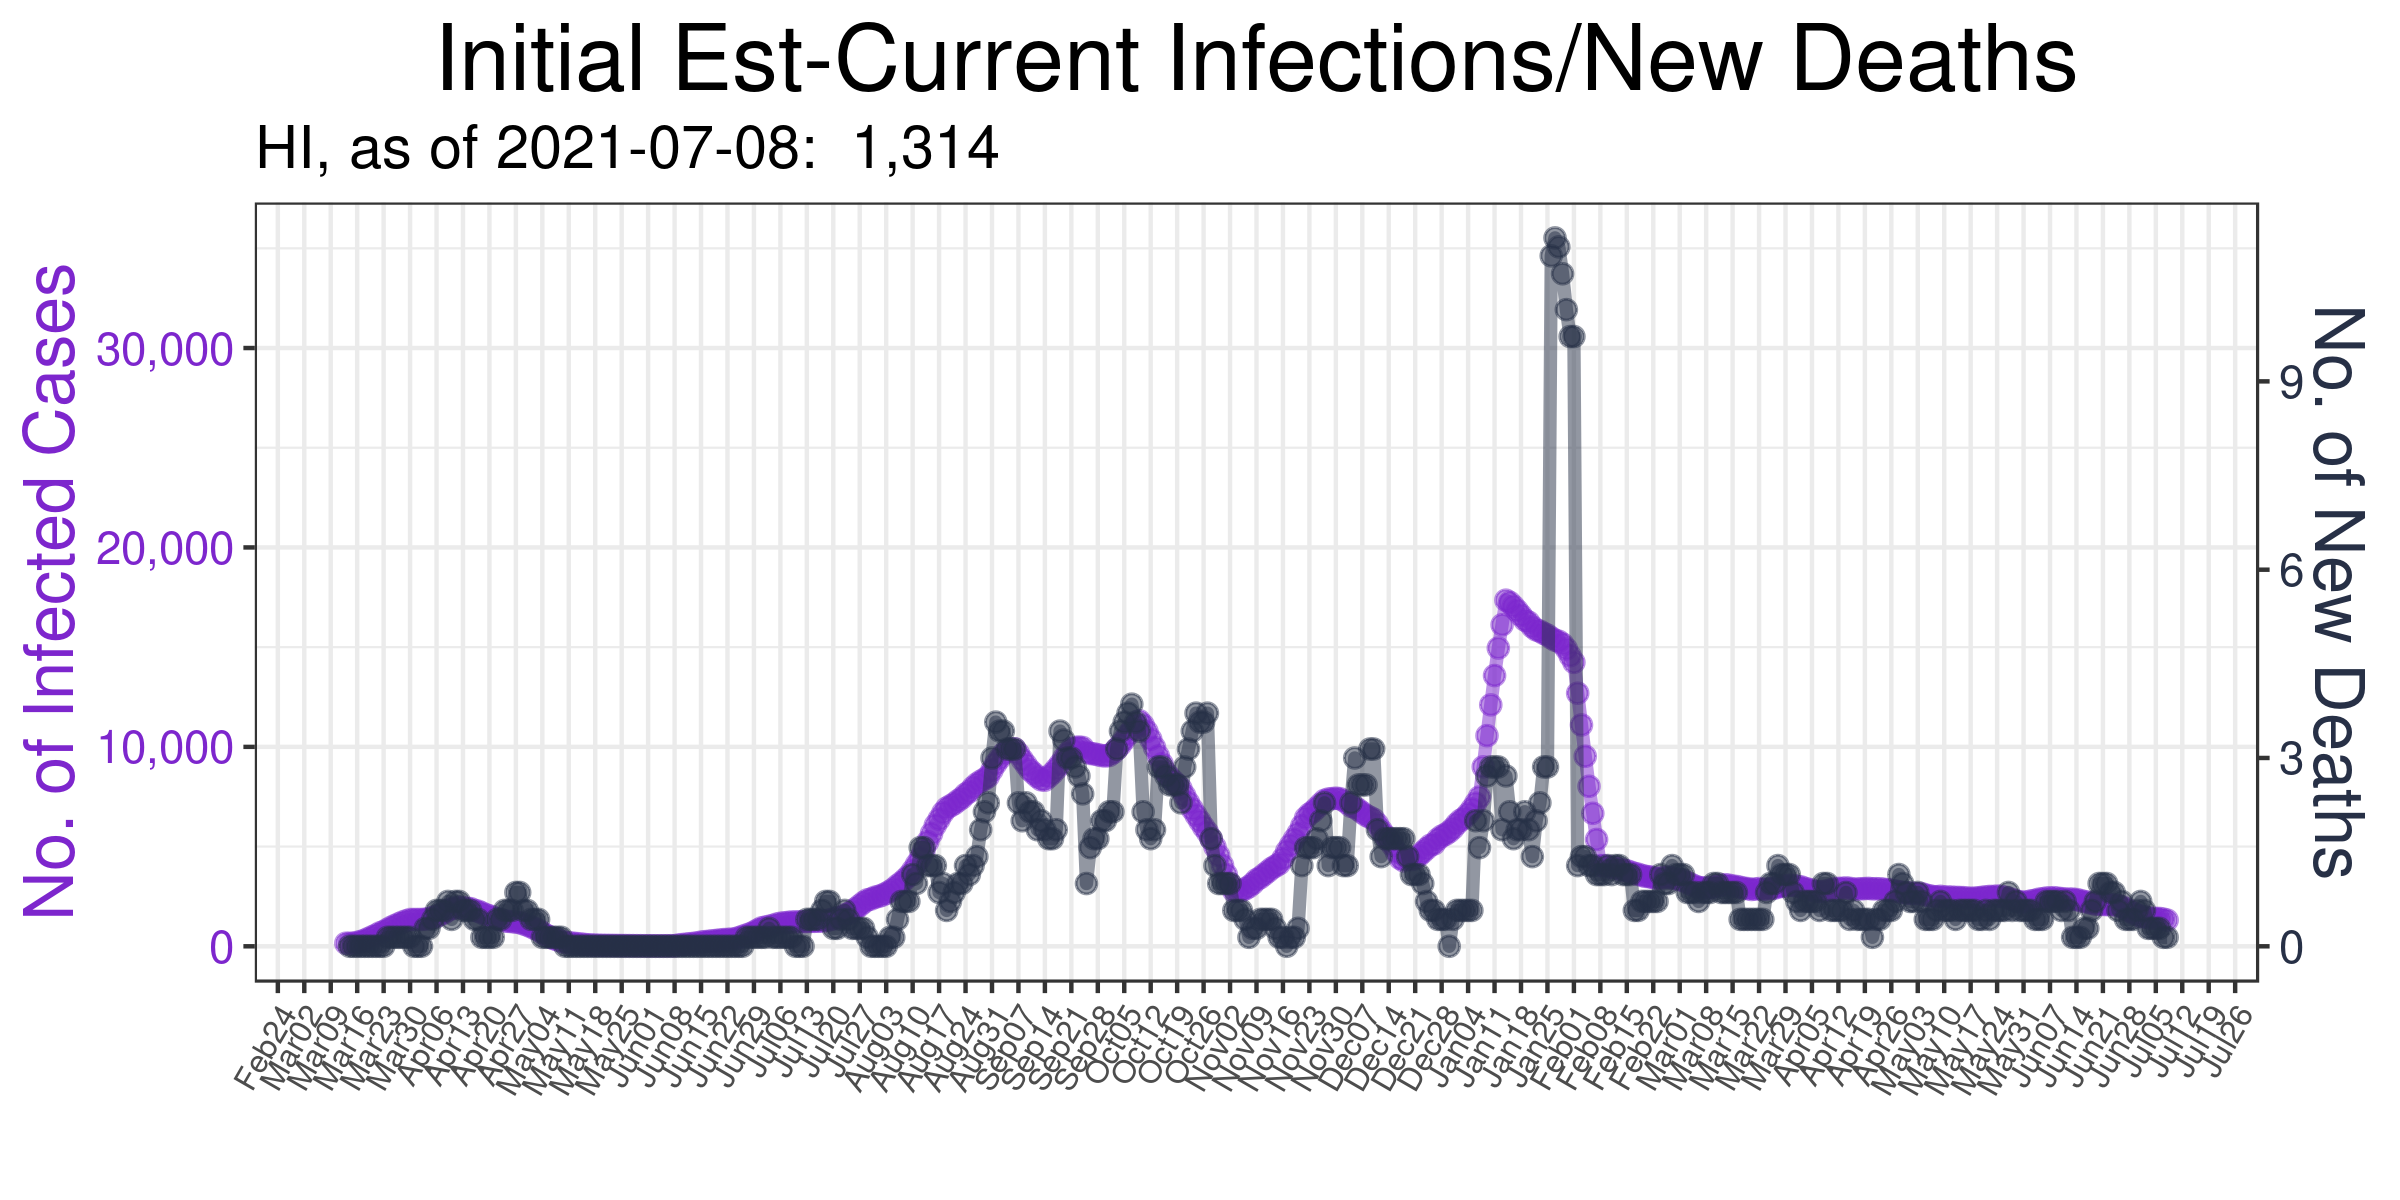 Initial Est-Current Infections/New Deaths
HI, as of 2021-07-08: 1,314
No. of Infected Cases
30,000
20,000
10,000
0
No. of New Deaths
9
6
3
0
Feb24
Mar02
Mar09
Mar16
Mar23
Mar30
Apr06
Apr13
Apr20
Apr27
May04
May11
May18
May25
Jun01
Jun08
Jun15
Jun22
Jun29
Jul06
Jul13
Jul20
Jul27
Aug03
Aug10
Aug17
Aug24
Aug31
Sep07
Sep14
Sep21
Sep28
Oct05
Oct12
Oct19
Oct26
Nov02
Nov09
Nov16
Nov23
Nov30
Dec07
Dec14
Dec21
Dec28
Jan04
Jan11
Jan18
Jan25
Feb01
Feb08
Feb15
Feb22
Mar01
Mar08
Mar15
Mar22
Mar29
Apr05
Apr12
Apr19
Apr26
May03
May10
May17
May24
May31
Jun07
Jun14
Jun21
Jun28
Jul05
Jul12
Jul19
Jul26